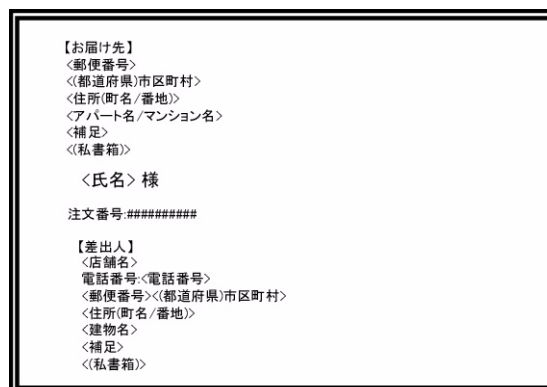 【お届け先】
<郵便番号>
<(都道府県)市区町村>
<住所(町名/番地)>
<アパート名/マンション名>
<補足>
<(私書箱)>
<氏名> 様
注文番号:##########
【差出人】
<店舗名>
電話番号:<電話番号>
<郵便番号><(都道府県)市区町村>
<住所(町名/番地)>
<建物名>
<補足>
<(私書箱)>